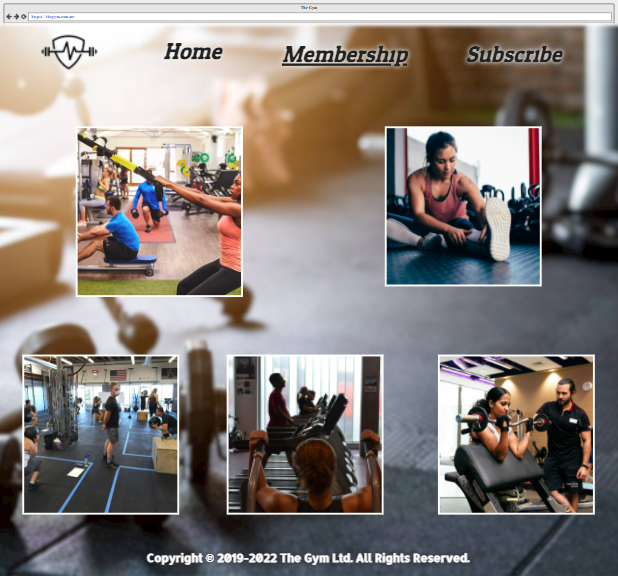 The Gym
Home
Membership
Subscribe
Copyright © 2019-2022 The Gym Ltd. All Rights Reserved.